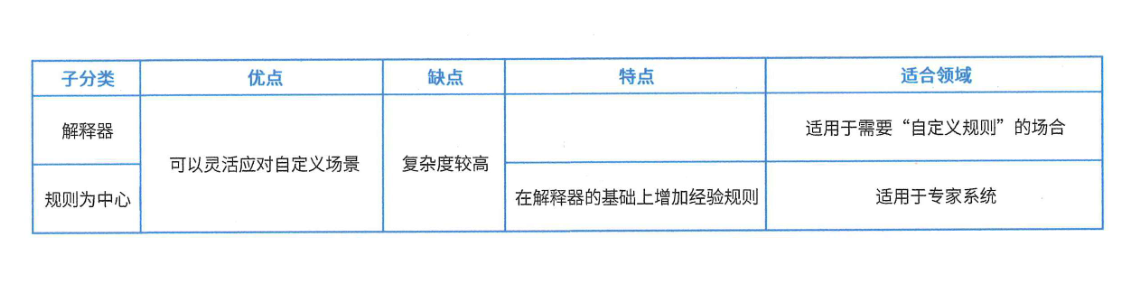 子分类 优点 缺点 特点 适合领域
解释器 适用于需要“自定义规则”的场合
可以灵活应对自定义场景 复杂度较高
规则为中心 在解释器的基础上增加经验规则 适用于专家系统